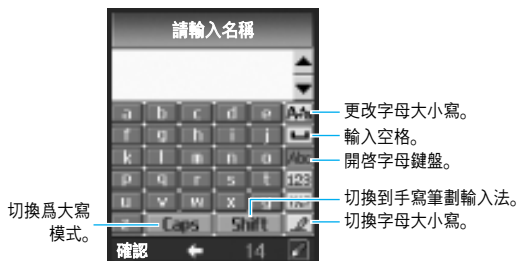 請輸入名稱
a b c d e A/a
更改字母大小寫。
f g h i j
輸入空格。
k l m n o Abc
開啓字母鍵盤。
p q r s t 123
u v w x y
切換到手寫筆劃輸入法。
切換爲大寫
模式。
z Caps Shift
切換字母大小寫。
確認 14